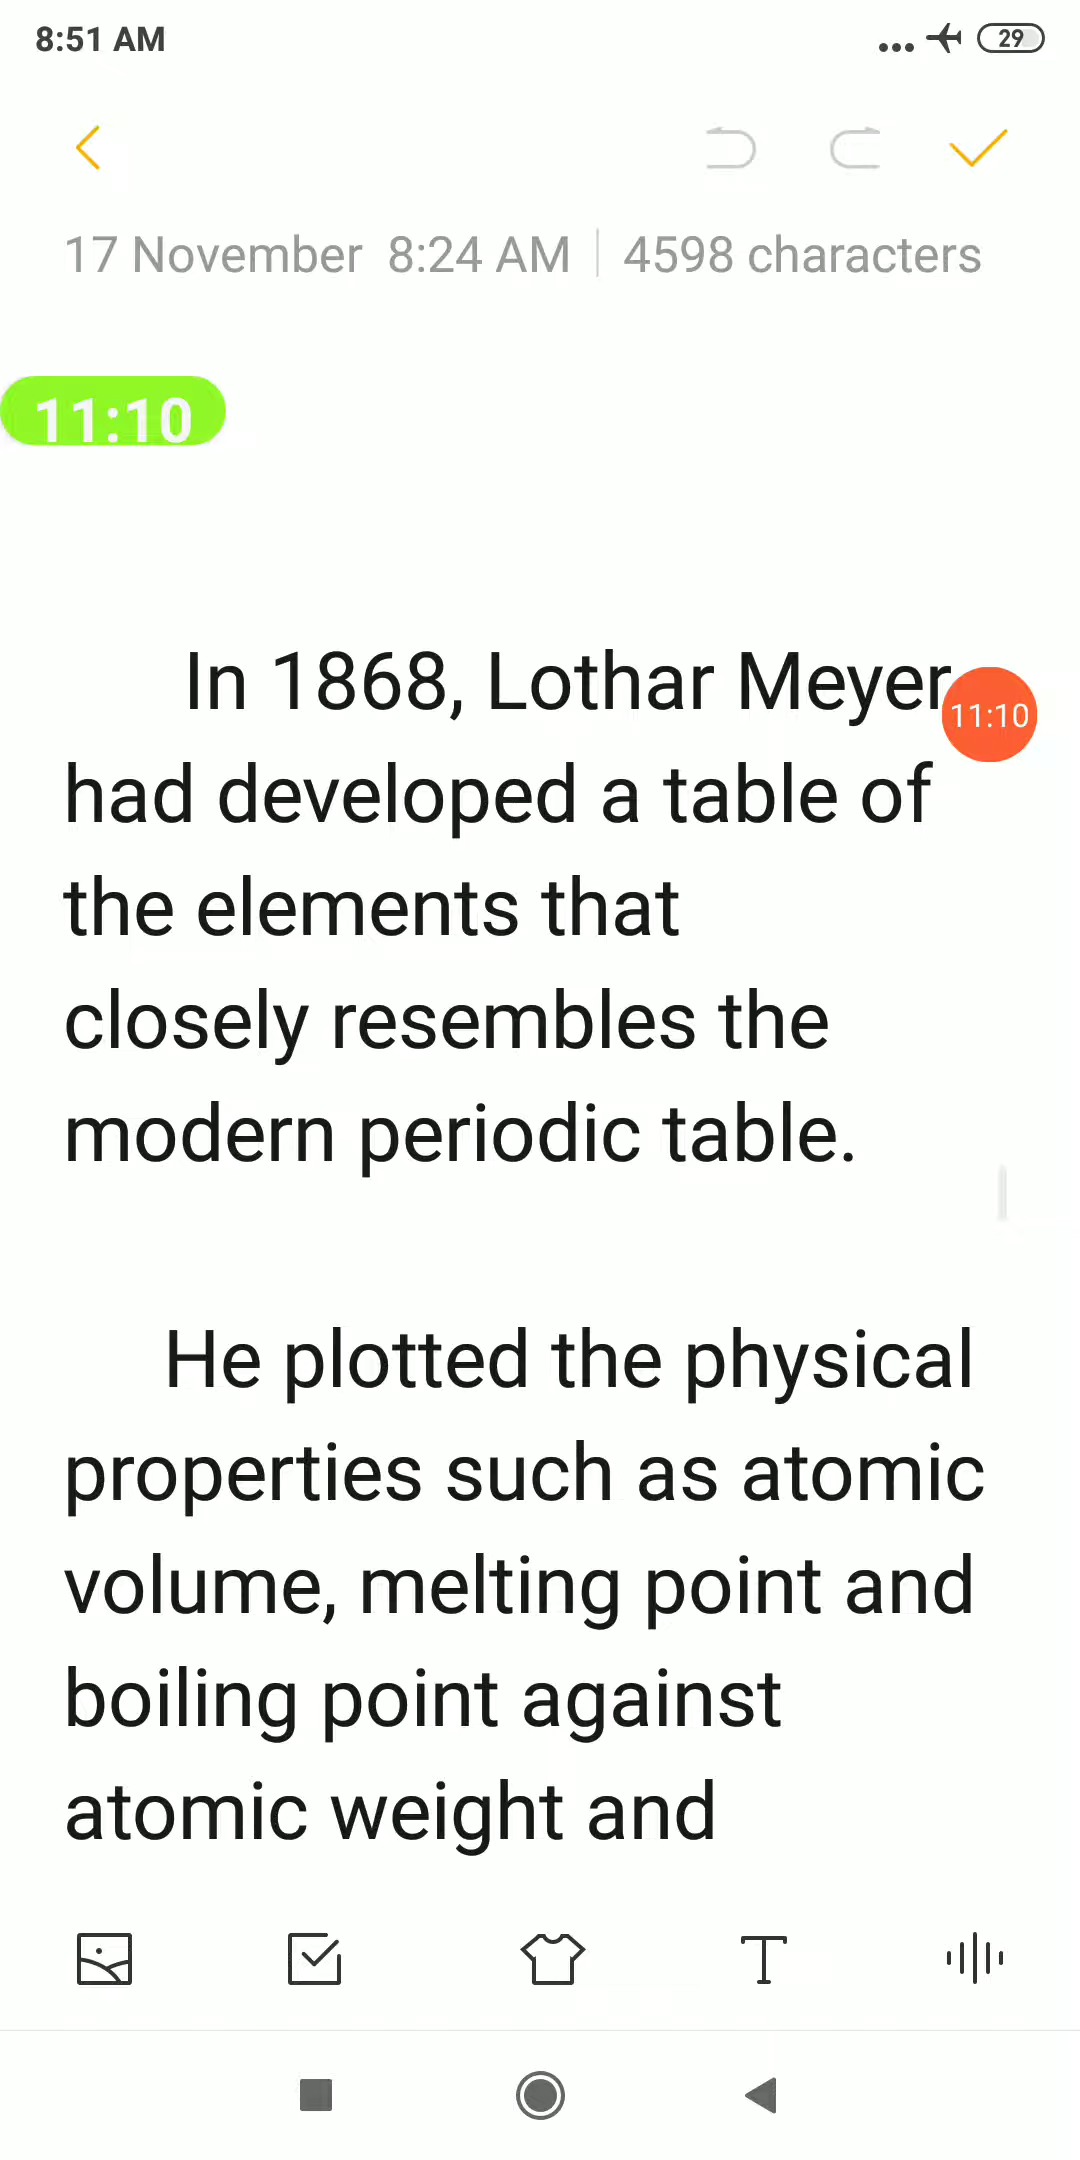 8:51 AM
29
17 November 8:24 AM | 4598 characters
11:10
In 1868, Lothar Meyer
11:10
had developed a table of
the elements that
closely resembles the
modern periodic table.
He plotted the physical
properties such as atomic
volume, melting point and
boiling point against
atomic weight and